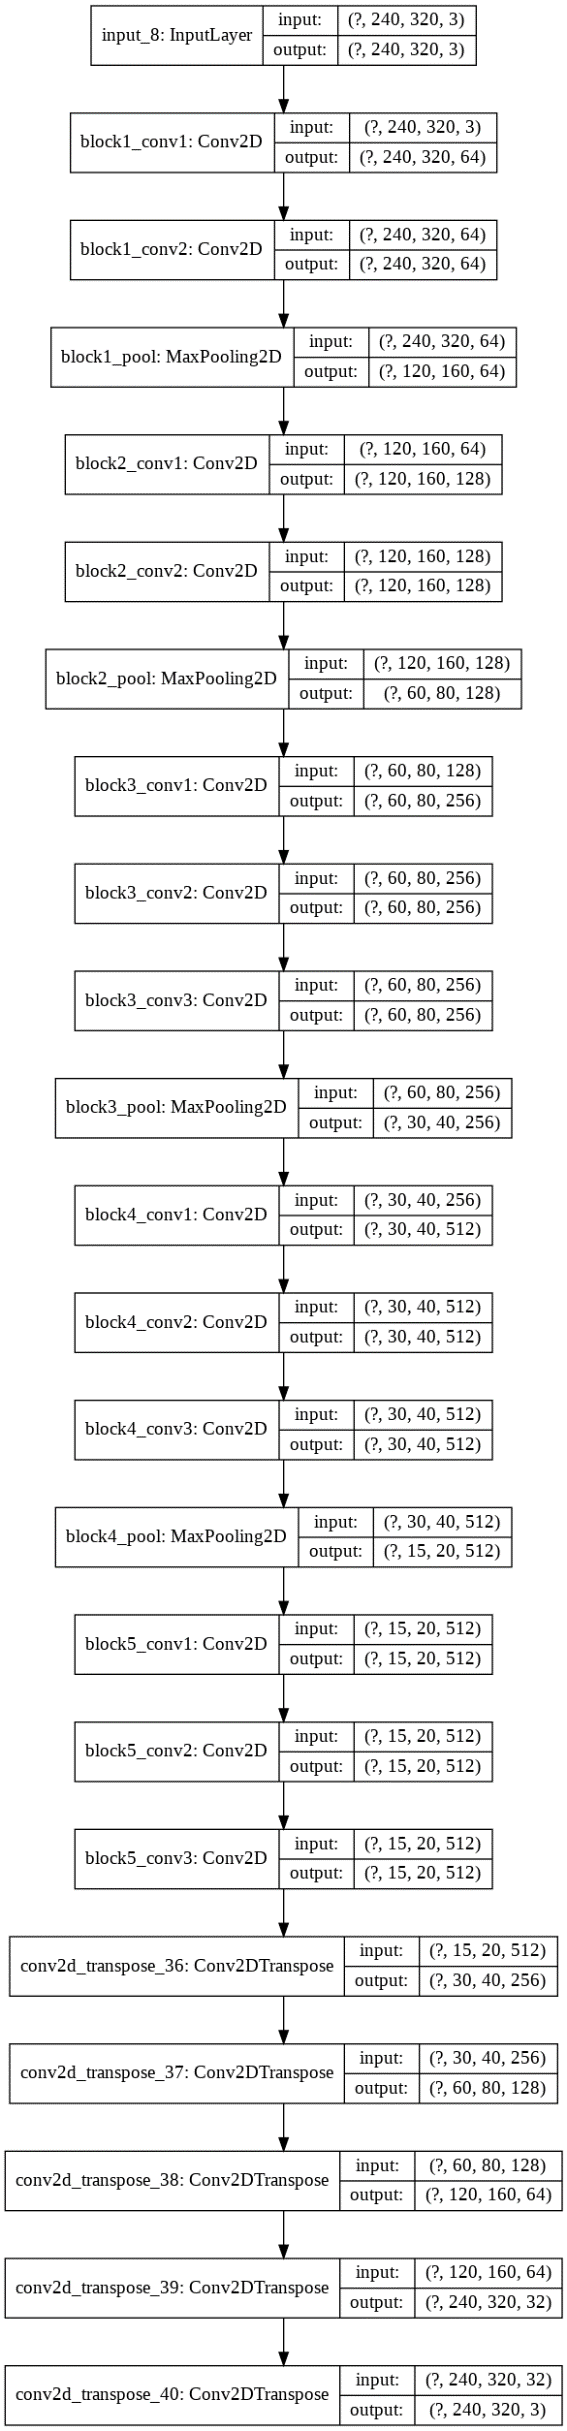 input_8: InputLayer
input: (?, 240, 320, 3)
output: (?, 240, 320, 3)
block1_conv1: Conv2D
input: (?, 240, 320, 3)
output: (?, 240, 320, 64)
block1_conv2: Conv2D
input: (?, 240, 320, 64)
output: (?, 240, 320, 64)
block1_pool: MaxPooling2D
input: (?, 240, 320, 64)
output: (?, 120, 160, 64)
block2_conv1: Conv2D
input: (?, 120, 160, 64)
output: (?, 120, 160, 128)
block2_conv2: Conv2D
input: (?, 120, 160, 128)
output: (?, 120, 160, 128)
block2_pool: MaxPooling2D
input: (?, 120, 160, 128)
output: (?, 60, 80, 128)
block3_conv1: Conv2D
input: (?, 60, 80, 128)
output: (?, 60, 80, 256)
block3_conv2: Conv2D
input: (?, 60, 80, 256)
output: (?, 60, 80, 256)
block3_conv3: Conv2D
input: (?, 60, 80, 256)
output: (?, 60, 80, 256)
block3_pool: MaxPooling2D
input: (?, 60, 80, 256)
output: (?, 30, 40, 256)
block4_conv1: Conv2D
input: (?, 30, 40, 256)
output: (?, 30, 40, 512)
block4_conv2: Conv2D
input: (?, 30, 40, 512)
output: (?, 30, 40, 512)
block4_conv3: Conv2D
input: (?, 30, 40, 512)
output: (?, 30, 40, 512)
block4_pool: MaxPooling2D
input: (?, 30, 40, 512)
output: (?, 15, 20, 512)
block5_conv1: Conv2D
input: (?, 15, 20, 512)
output: (?, 15, 20, 512)
block5_conv2: Conv2D
input: (?, 15, 20, 512)
output: (?, 15, 20, 512)
block5_conv3: Conv2D
input: (?, 15, 20, 512)
output: (?, 15, 20, 512)
conv2d_transpose_36: Conv2DTranspose
input: (?, 15, 20, 512)
output: (?, 30, 40, 256)
conv2d_transpose_37: Conv2DTranspose
input: (?, 30, 40, 256)
output: (?, 60, 80, 128)
conv2d_transpose_38: Conv2DTranspose
input: (?, 60, 80, 128)
output: (?, 120, 160, 64)
conv2d_transpose_39: Conv2DTranspose
input: (?, 120, 160, 64)
output: (?, 240, 320, 32)
conv2d_transpose_40: Conv2DTranspose
input: (?, 240, 320, 32)
output: (?, 240, 320, 3)